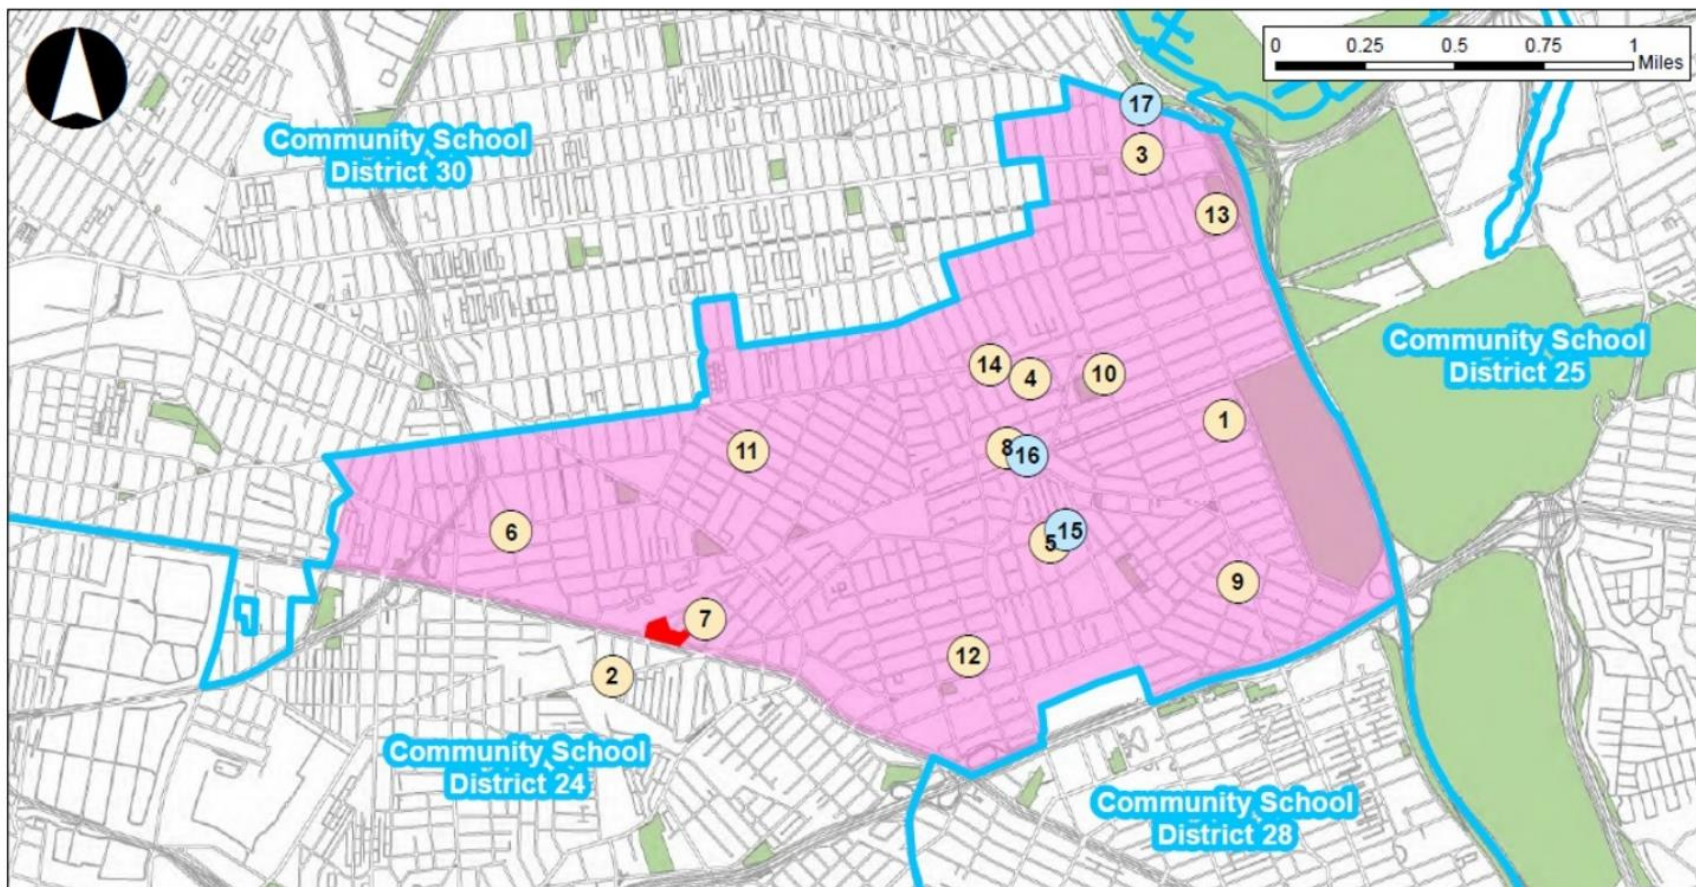 0 0.25 0.5 0.75 1
Miles
17
Community School
District 30
3
13
Community School
District 25
14
4
10
1
11
8
16
6
15
5
9
7
12
2
Community School
District 24
Community School
District 28